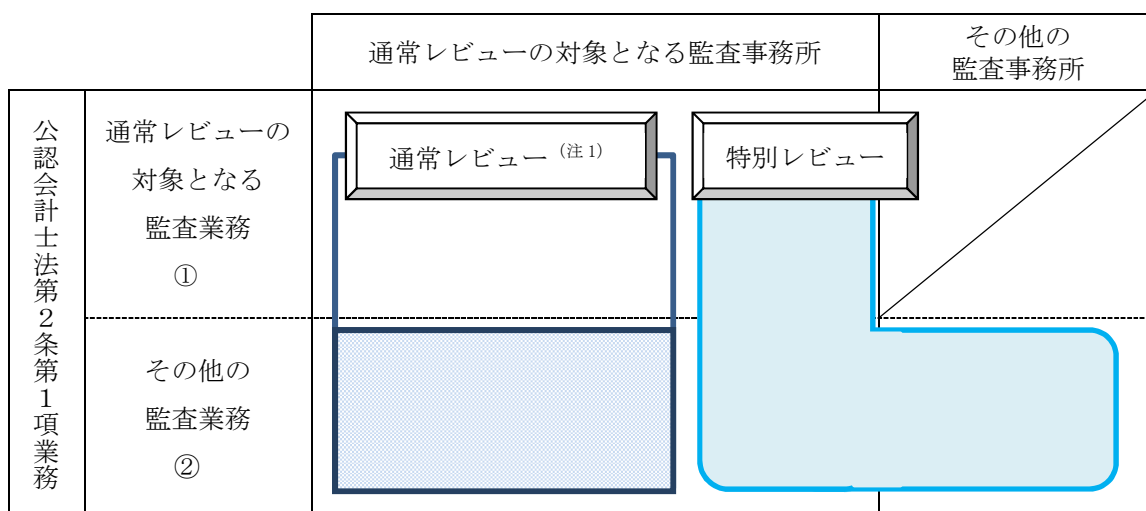 通常レビューの対象となる監査事務所
その他の
監査事務所
公認会計士法第2条第1項業務
通常レビューの
対象となる
監査業務
①
通常レビュー（注1）
特別レビュー
その他の
監査業務
②